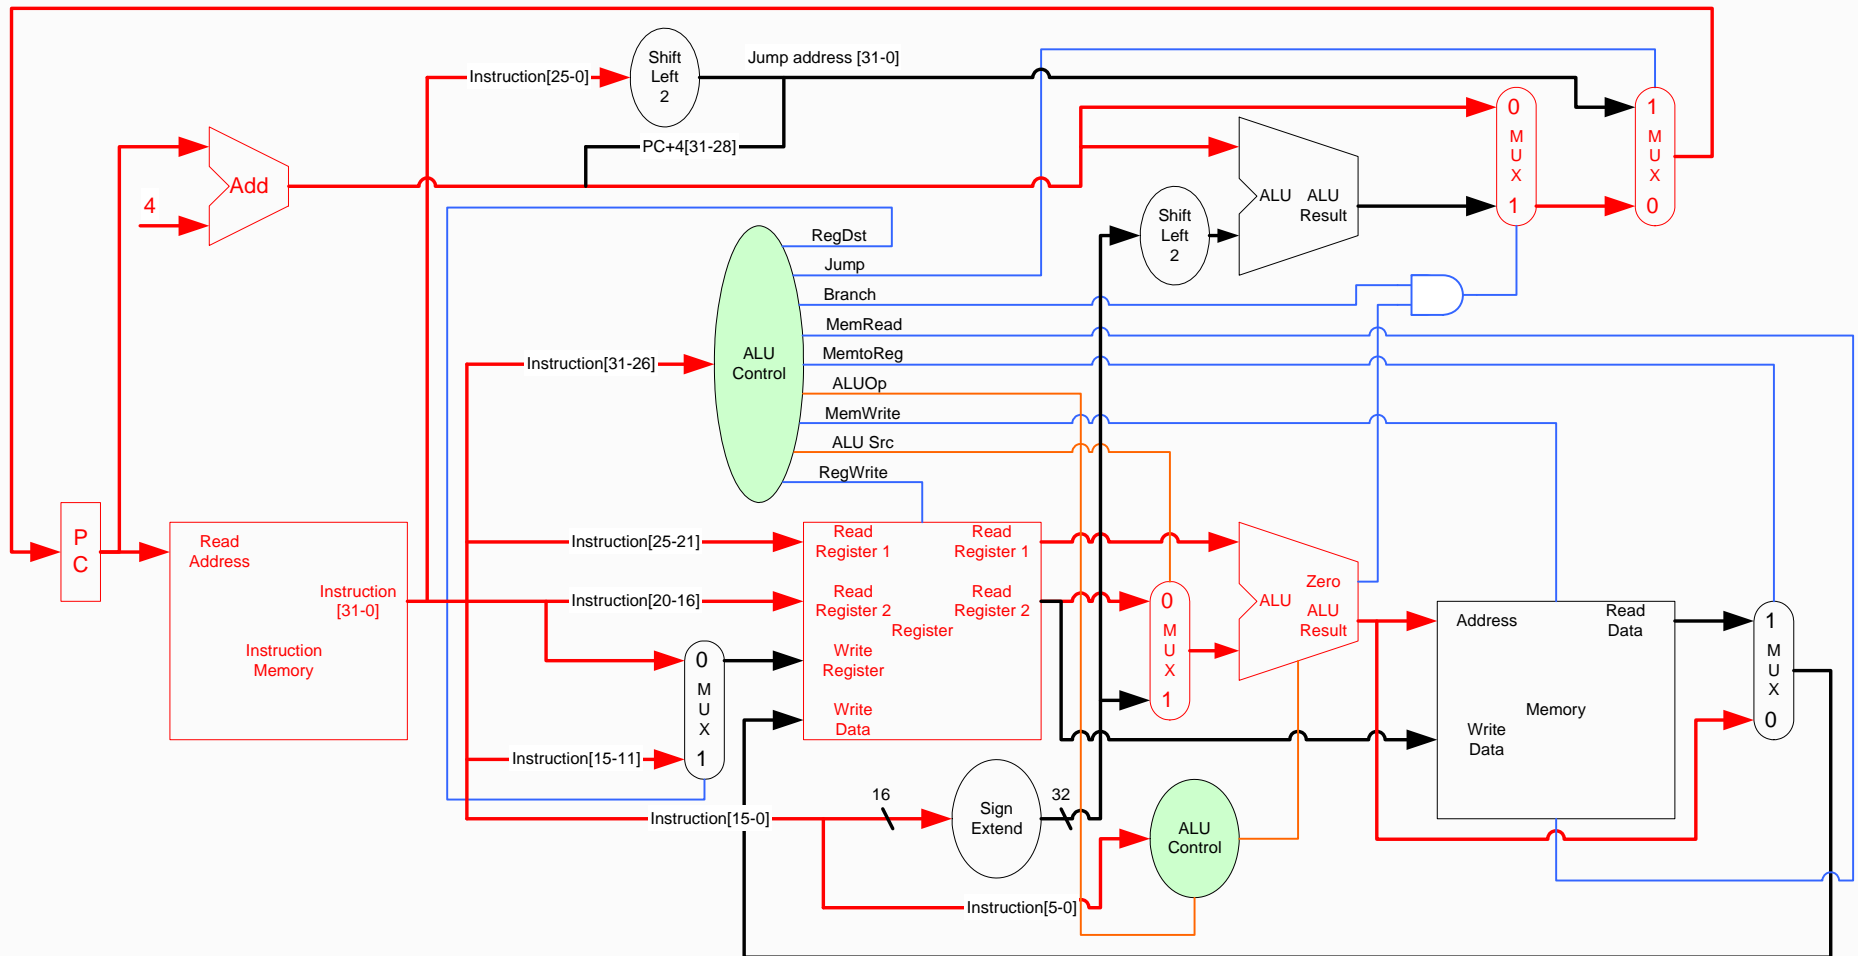 Shift
Left
2
Jump address [31-0]
Instruction[25-0]
PC+4[31-28]
Add
4
0
M
U
X
1
1
M
U
X
0
ALU
ALU
Result
Shift
Left
2
RegDst
Jump
Branch
MemRead
MemtoReg
ALUOp
MemWrite
ALU Src
RegWrite
ALU
Control
Instruction[31-26]
P
C
Read
Address
Instruction
[31-0]
Instruction
Memory
Instruction[25-21]
Instruction[20-16]
Instruction[15-11]
Instruction[15-0]
0
M
U
X
1
Read
Register 1
Read
Register 1
Read
Register 2
Read
Register 2
Register
Write
Register
Write
Data
0
M
U
X
1
Zero
ALU
ALU
Result
Address
Read
Data
Memory
Write
Data
1
M
U
X
0
16
Sign
Extend
32
ALU
Control
Instruction[5-0]